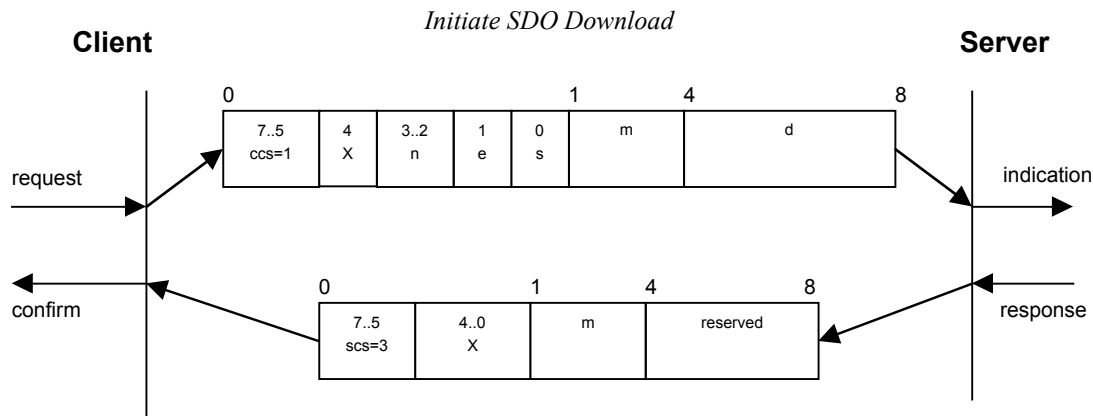 Initiate SDO Download
Client
Server
0 1 4 8
7..5 4 3..2 1 0 m d
ccs=1 X n e s
request
indication
confirm
response
0 1 4 8
7..5 4..0 m reserved
scs=3 X